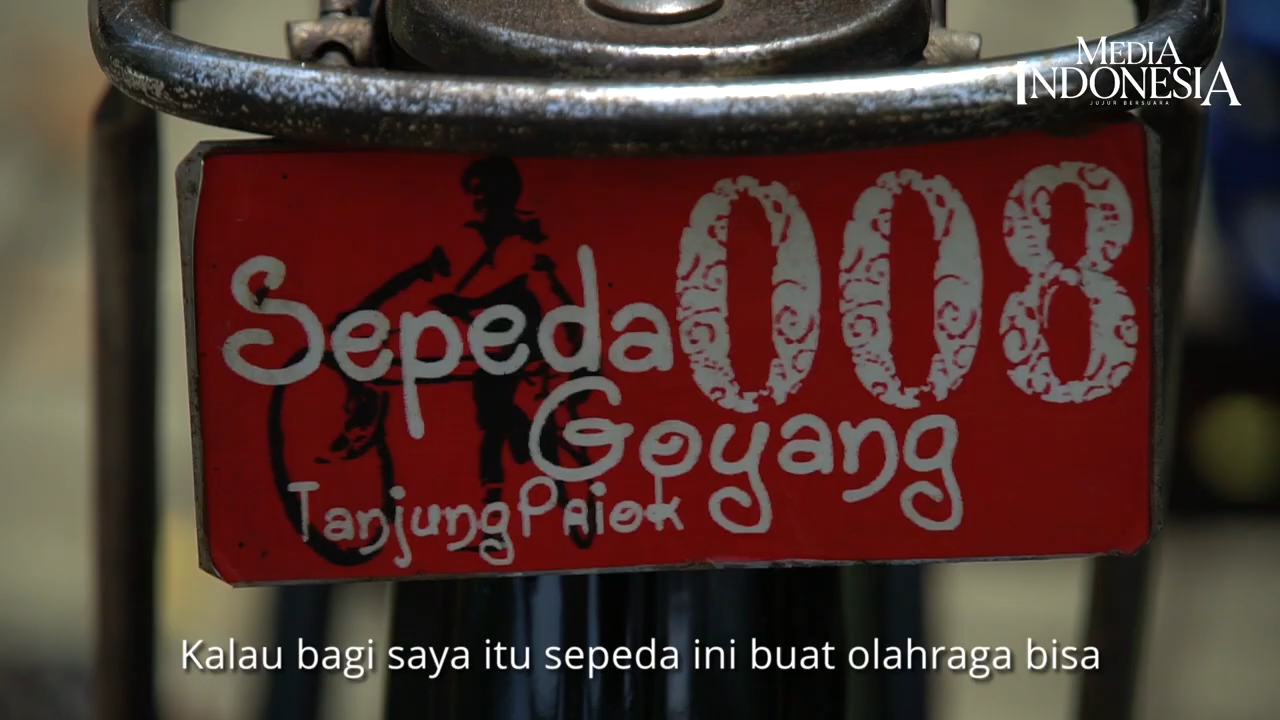 MEDIA
INDONESIA
JUJUR BERSUARA
Sepeda 008
Goyang
Tanjung Priok
Kalau bagi saya itu sepeda ini buat olahraga bisa